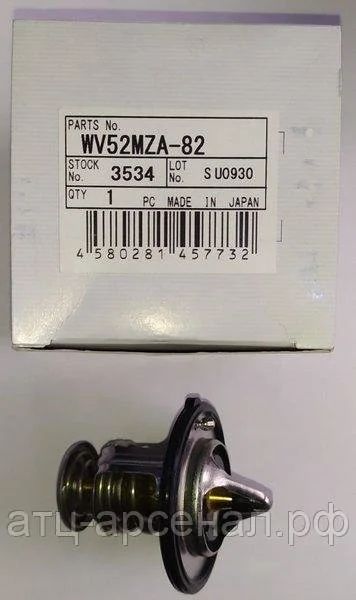 PARTS No.
WV52MZA-82
STOCK No. 3534 LOT No. SU0930
QTY 1 PC MADE IN JAPAN
4 580281 457732
атц-арсенал.рф